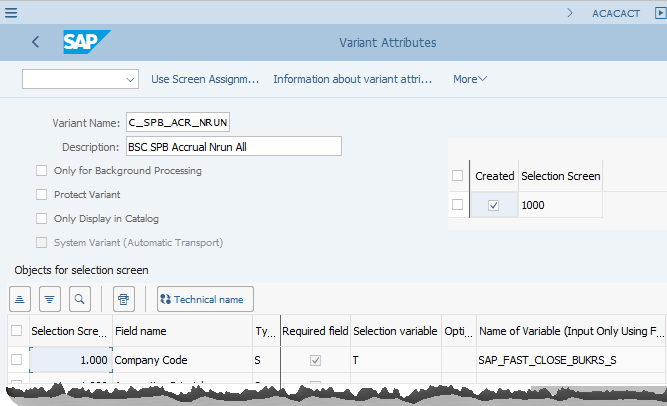 ACACACT
SAP
Variant Attributes
Use Screen Assignm...
Information about variant attri...
More
Variant Name: C_SPB_ACR_NRUN
Description: BSC SPB Accrual Nrun All
Only for Background Processing
Protect Variant
Only Display in Catalog
System Variant (Automatic Transport)
Created Selection Screen
1000
Objects for selection screen
Technical name
Selection Scre... Field name Ty... Required field Selection variable Opti... Name of Variable (Input Only Using F
1.000 Company Code S T SAP_FAST_CLOSE_BUKRS_S